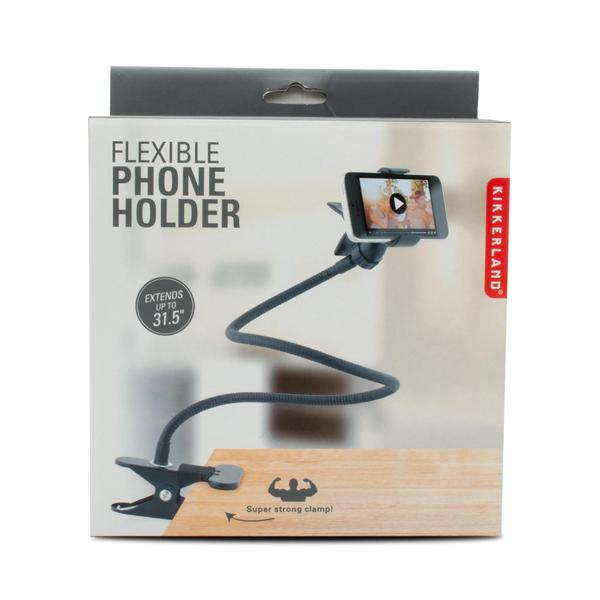 FLEXIBLE
PHONE
HOLDER
KIKKERLAND®
EXTENDS
UP TO
31.5"
Super strong clamp!